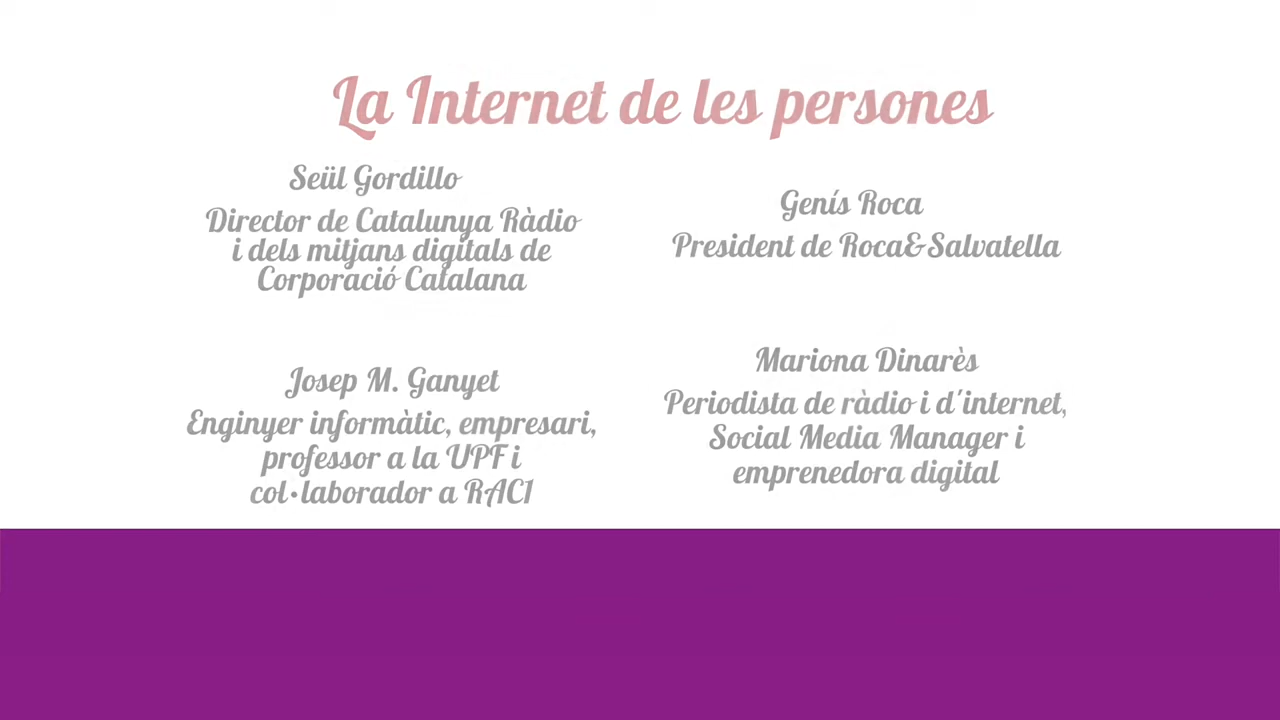 La Internet de les persones
Seül Gordillo
Director de Catalunya Ràdio
i dels mitjans digitals de
Corporació Catalana
Genís Roca
President de Roca&Salvatella
Josep M. Ganyet
Enginyer informàtic, empresari,
professor a la UPF i
col·laborador a RAC1
Mariona Dinarès
Periodista de ràdio i d´internet,
Social Media Manager i
emprenedora digital